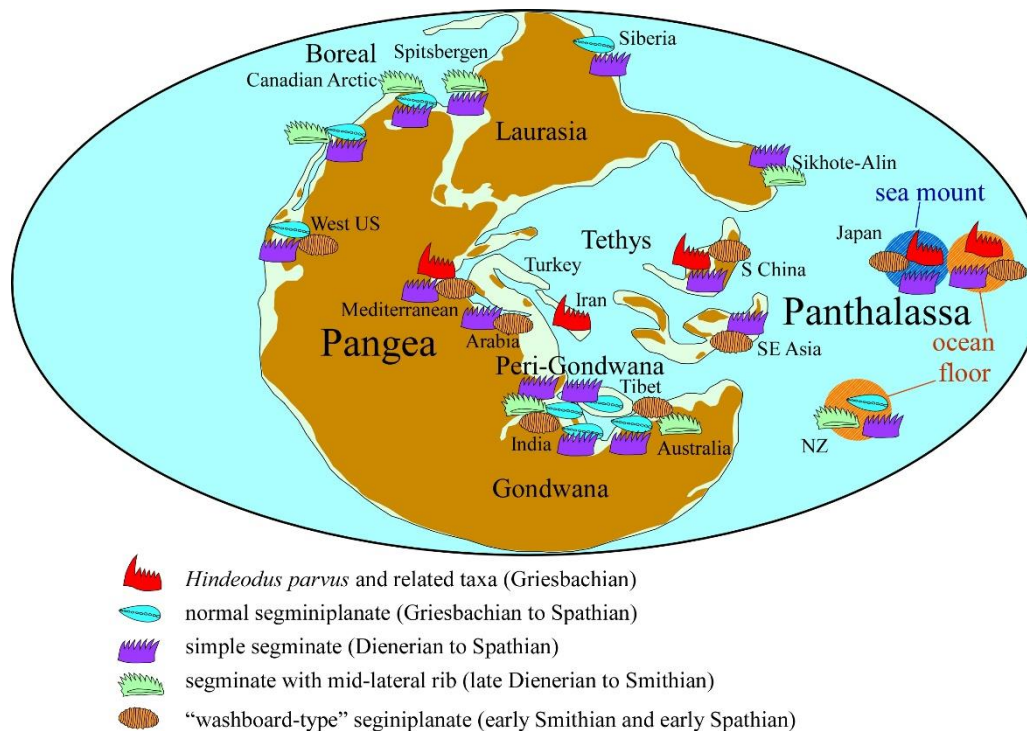 Boreal
Spitsbergen
Siberia
Canadian Arctic
Laurasia
Sikhote-Alin
sea mount
West US
Tethys
Japan
Turkey
S China
Iran
Mediterranean
Panthalassa
Pangea
Arabia
SE Asia
ocean
floor
Peri-Gondwana
Tibet
India
Australia
NZ
Gondwana
Hindeodus parvus and related taxa (Griesbachian)
normal segminiplanate (Griesbachian to Spathian)
simple segminate (Dienerian to Spathian)
segminate with mid-lateral rib (late Dienerian to Smithian)
“washboard-type” seginiplanate (early Smithian and early Spathian)